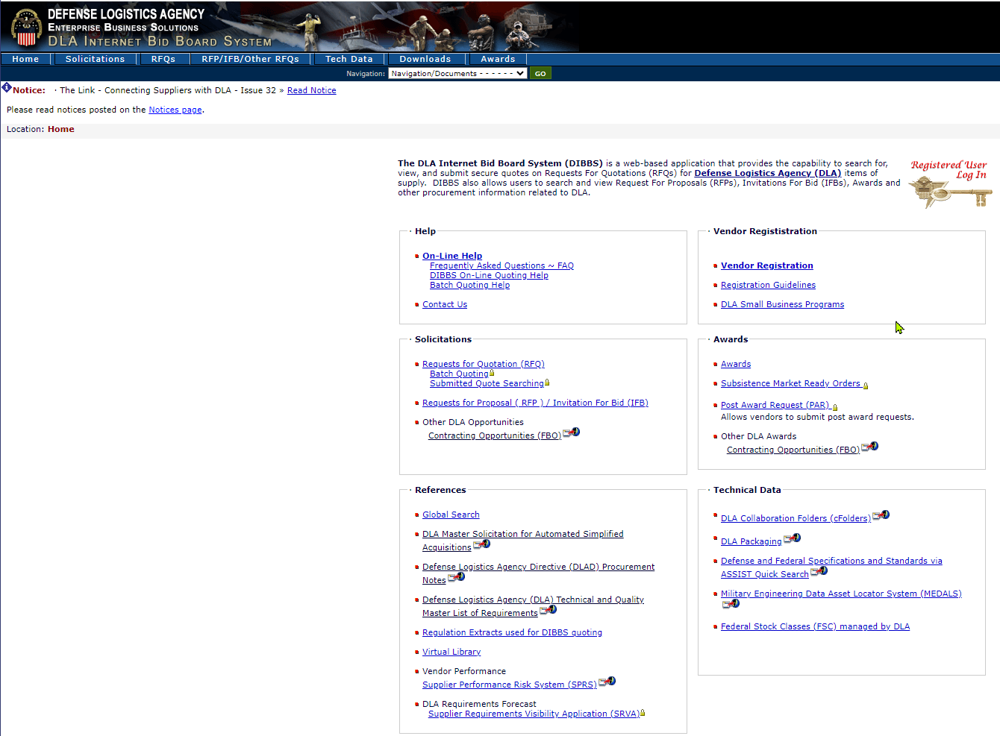 DEFENSE LOGISTICS AGENCY
ENTERPRISE BUSINESS SOLUTIONS
DLA INTERNET BID BOARD SYSTEM
Home Solicitations RFQs RFP/IFB/Other RFQs Tech Data Downloads Awards
Navigation: Navigation/Documents - - - - - - GO
Notice: · The Link - Connecting Suppliers with DLA - Issue 32 » Read Notice
Please read notices posted on the Notices page.
Location: Home
The DLA Internet Bid Board System (DIBBS) is a web-based application that provides the capability to search for,
view, and submit secure quotes on Requests For Quotations (RFQs) for Defense Logistics Agency (DLA) items of
supply. DIBBS also allows users to search and view Request For Proposals (RFPs), Invitations For Bid (IFBs), Awards and
other procurement information related to DLA.
Registered User
Log In
· Help
On-Line Help
Frequently Asked Questions ~ FAQ
DIBBS On-Line Quoting Help
Batch Quoting Help
Contact Us
· Vendor Regististration
Vendor Registration
Registration Guidelines
DLA Small Business Programs
· Solicitations
Requests for Quotation (RFQ)
Batch Quoting
Submitted Quote Searching
Requests for Proposal ( RFP ) / Invitation For Bid (IFB)
Other DLA Opportunities
Contracting Opportunities (FBO)
· Awards
Awards
Subsistence Market Ready Orders
Post Award Request (PAR)
Allows vendors to submit post award requests.
Other DLA Awards
Contracting Opportunities (FBO)
· References
Global Search
DLA Master Solicitation for Automated Simplified
Acquisitions
Defense Logistics Agency Directive (DLAD) Procurement
Notes
Defense Logistics Agency (DLA) Technical and Quality
Master List of Requirements
Regulation Extracts used for DIBBS quoting
Virtual Library
Vendor Performance
Supplier Performance Risk System (SPRS)
DLA Requirements Forecast
Supplier Requirements Visibility Application (SRVA)
· Technical Data
DLA Collaboration Folders (cFolders)
DLA Packaging
Defense and Federal Specifications and Standards via
ASSIST Quick Search
Military Engineering Data Asset Locator System (MEDALS)
Federal Stock Classes (FSC) managed by DLA